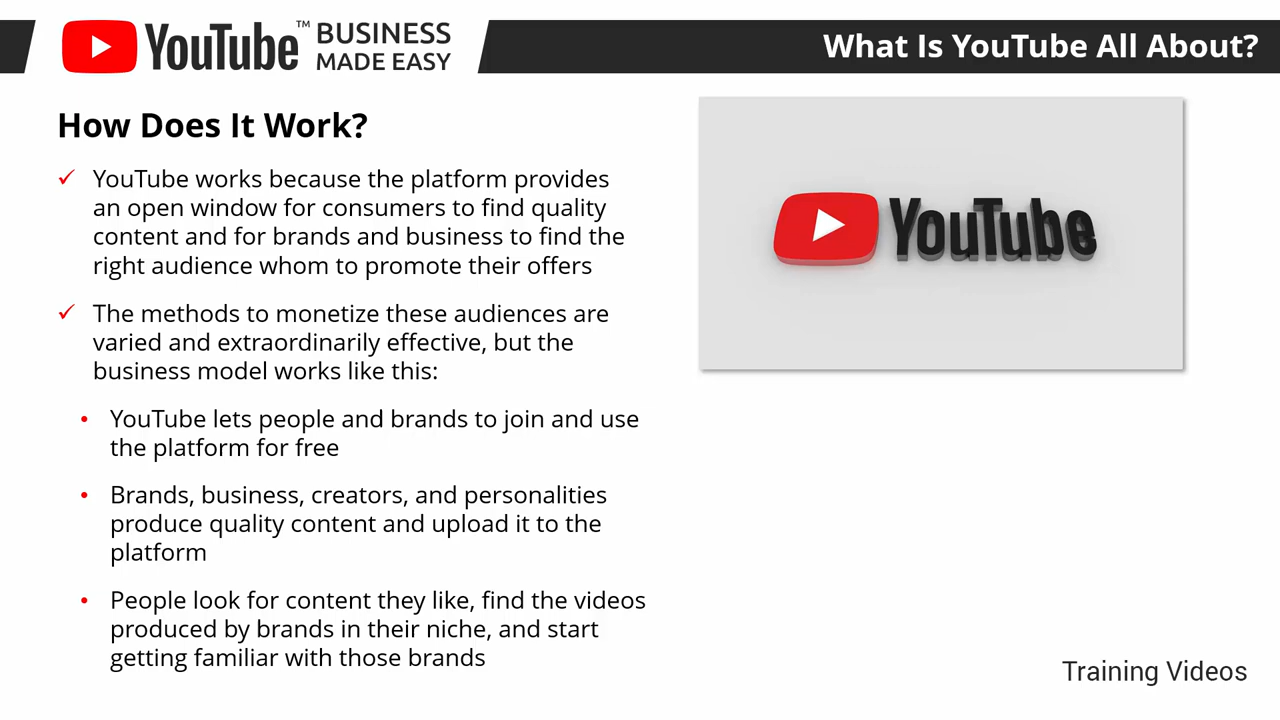 YouTube™ BUSINESS
MADE EASY
What Is YouTube All About?
How Does It Work?
YouTube works because the platform provides
an open window for consumers to find quality
content and for brands and business to find the
right audience whom to promote their offers
The methods to monetize these audiences are
varied and extraordinarily effective, but the
business model works like this:
YouTube lets people and brands to join and use
the platform for free
Brands, business, creators, and personalities
produce quality content and upload it to the
platform
People look for content they like, find the videos
produced by brands in their niche, and start
getting familiar with those brands
YouTube
Training Videos